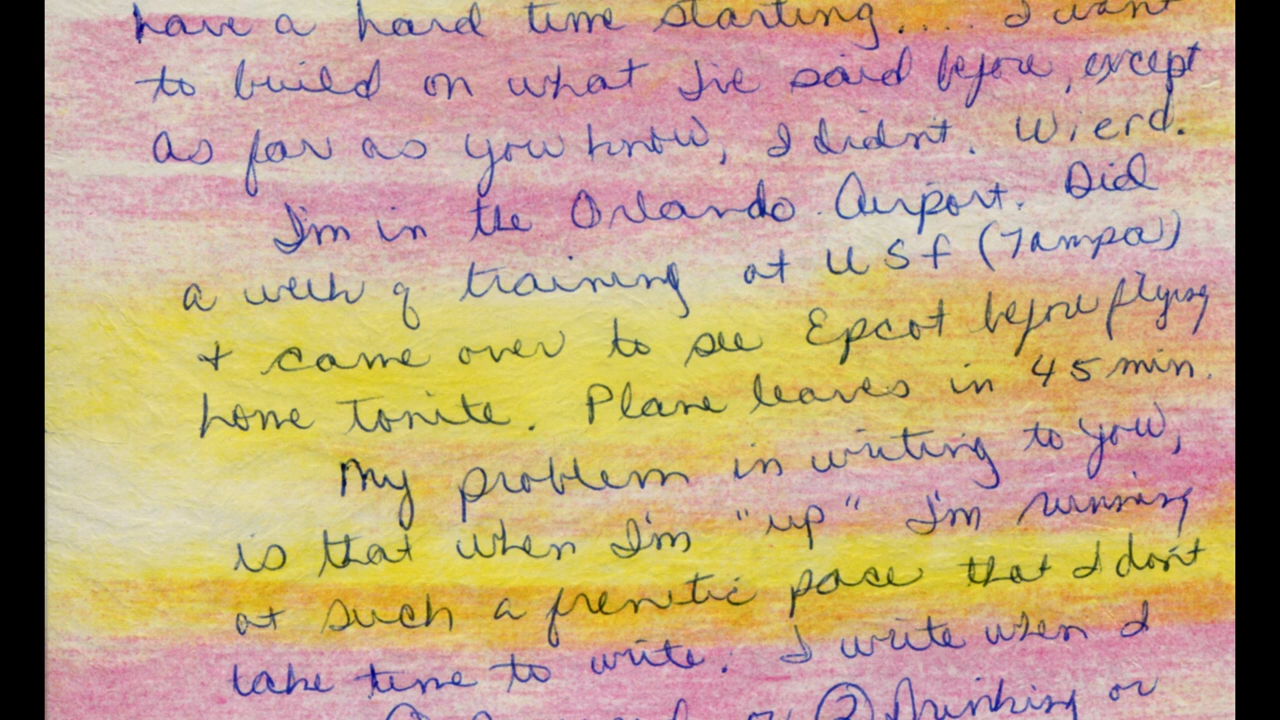 have a hard time starting.... I want
to build on what I've said before, except
as far as you know, I didn't. Wierd.
I'm in the Orlando Airport. Did
a week of training at USF (Tampa)
& came over to see Epcot before flying
home tonite. Plane leaves in 45 min.
My problem in writing to you,
is that when I'm "up" I'm running
at such a frenetic pace that I don't
take time to write. I write when I
or ② drinking or